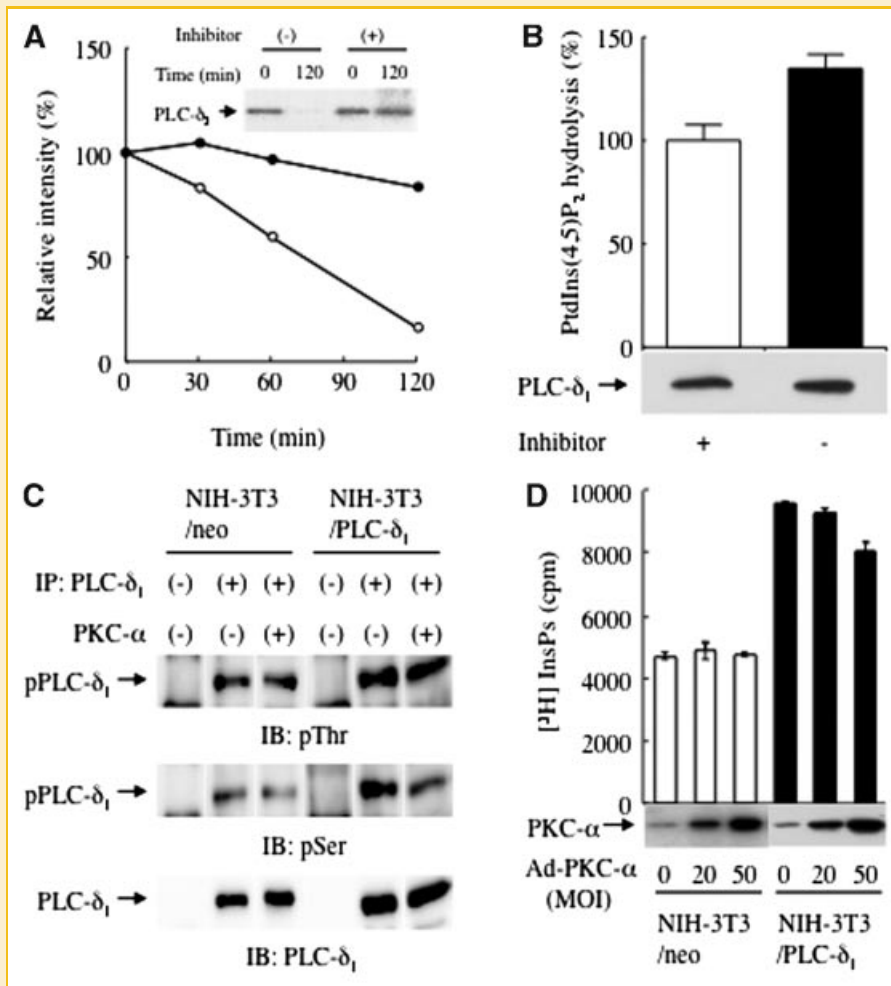 A
150
100
50
0
Relative intensity (%)
Inhibitor (-) (+)
Time (min) 0 120 0 120
PLC-δ₁
0 30 60 90 120
Time (min)
B
150
100
50
0
PtdIns(4,5)P₂ hydrolysis (%)
PLC-δ₁
Inhibitor + -
C
NIH-3T3 /neo
NIH-3T3 /PLC-δ₁
IP: PLC-δ₁ (-) (+) (+) (-) (+) (+)
PKC-α (-) (-) (+) (-) (-) (+)
pPLC-δ₁
IB: pThr
pPLC-δ₁
IB: pSer
PLC-δ₁
IB: PLC-δ₁
D
10000
8000
6000
4000
2000
0
[³H] InsPs (cpm)
PKC-α
Ad-PKC-α (MOI) 0 20 50 0 20 50
NIH-3T3 /neo
NIH-3T3 /PLC-δ₁